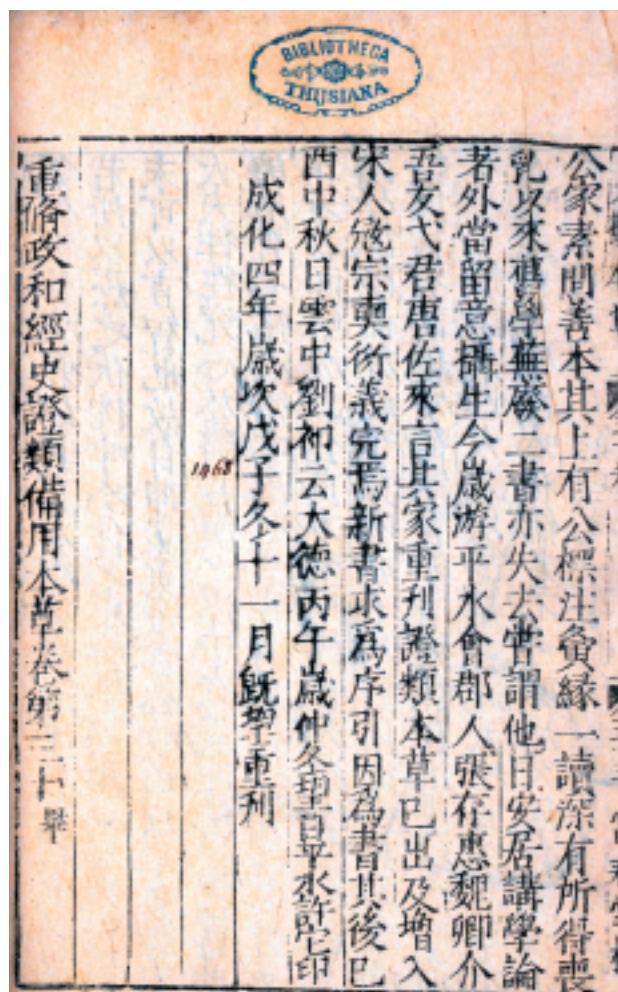 BIBLIOTHECA
THYSIANA
公家素間善本其上有公標注夤緣一讀深有所得喪
亂以來舊學蕪廢二書亦失去嘗謂他日安居講學論
著外當留意攝生今歲游平水會郡人張存惠魏卿介
吾友弋君唐佐來言其家重刊證類本草已出及增入
宋人寇宗奭衍義完焉新書求為序引因為書其後已
酉中秋日雲中劉祁云大德丙午歲仲冬望日平水許宅印
成化四年歲次戊子冬十一月既望重刊
1468
重脩政和經史證類備用本草卷第三十 畢